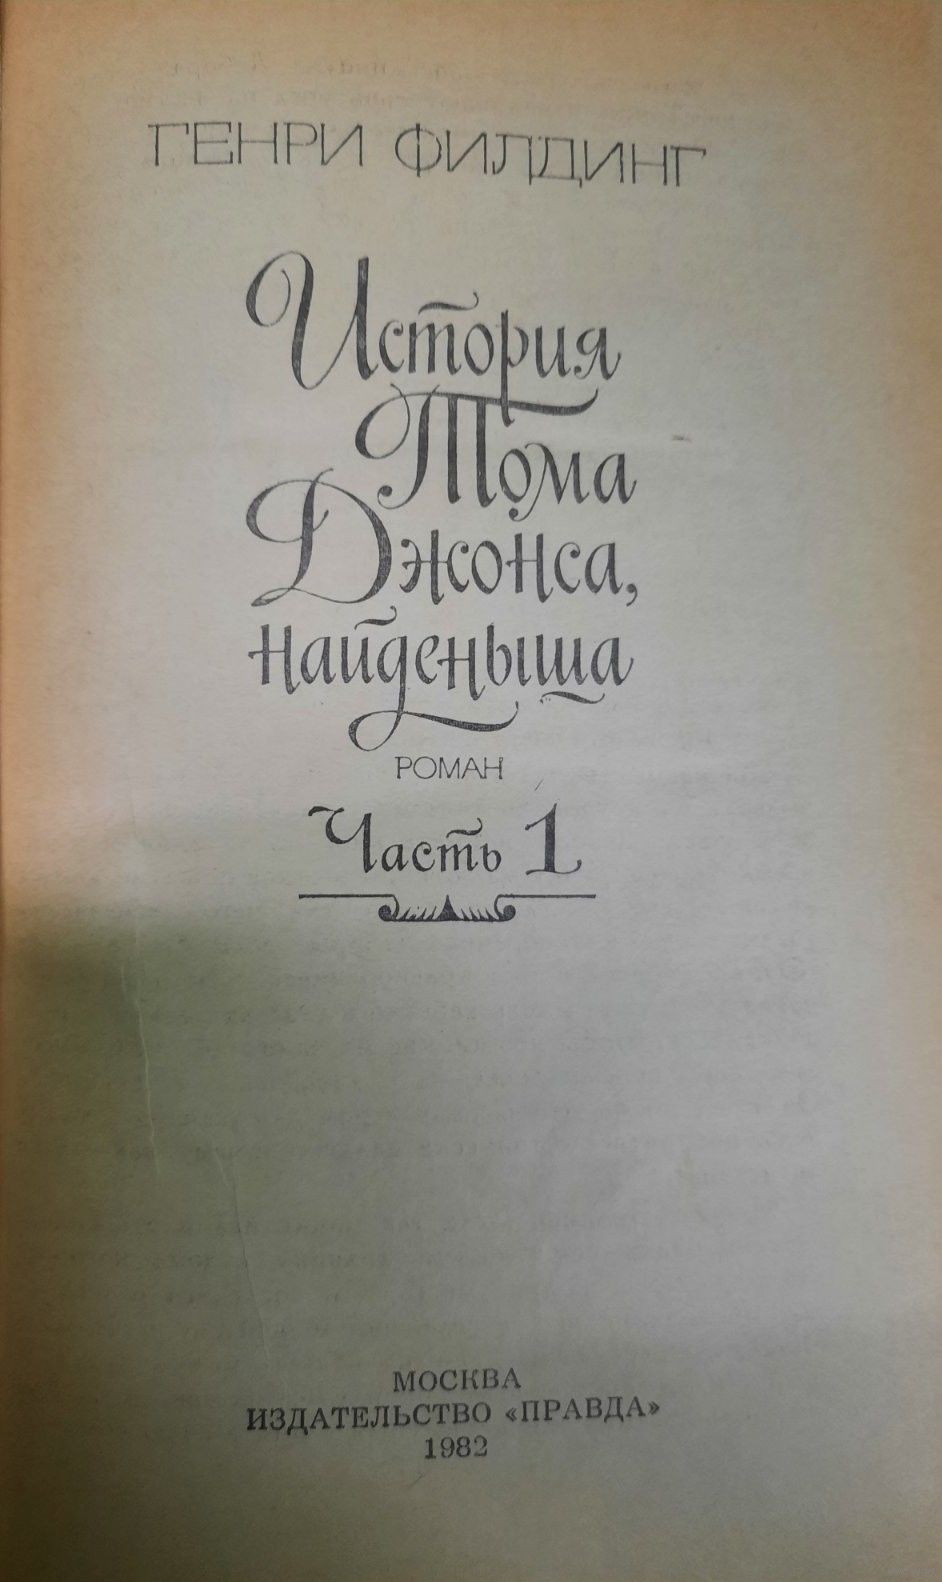 ГЕНРИ ФИЛДИНГ
История
Тома
Джонса,
найденыша
РОМАН
Часть 1
МОСКВА
ИЗДАТЕЛЬСТВО «ПРАВДА»
1982